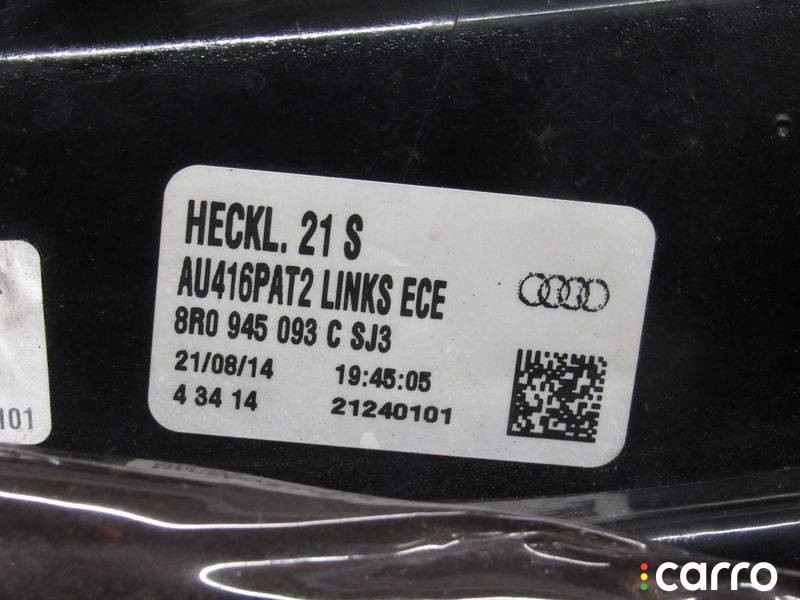 HECKL. 21 S
AU416PAT2 LINKS ECE
8R0 945 093 C SJ3
21/08/14 19:45:05
4 34 14 21240101
101
carro